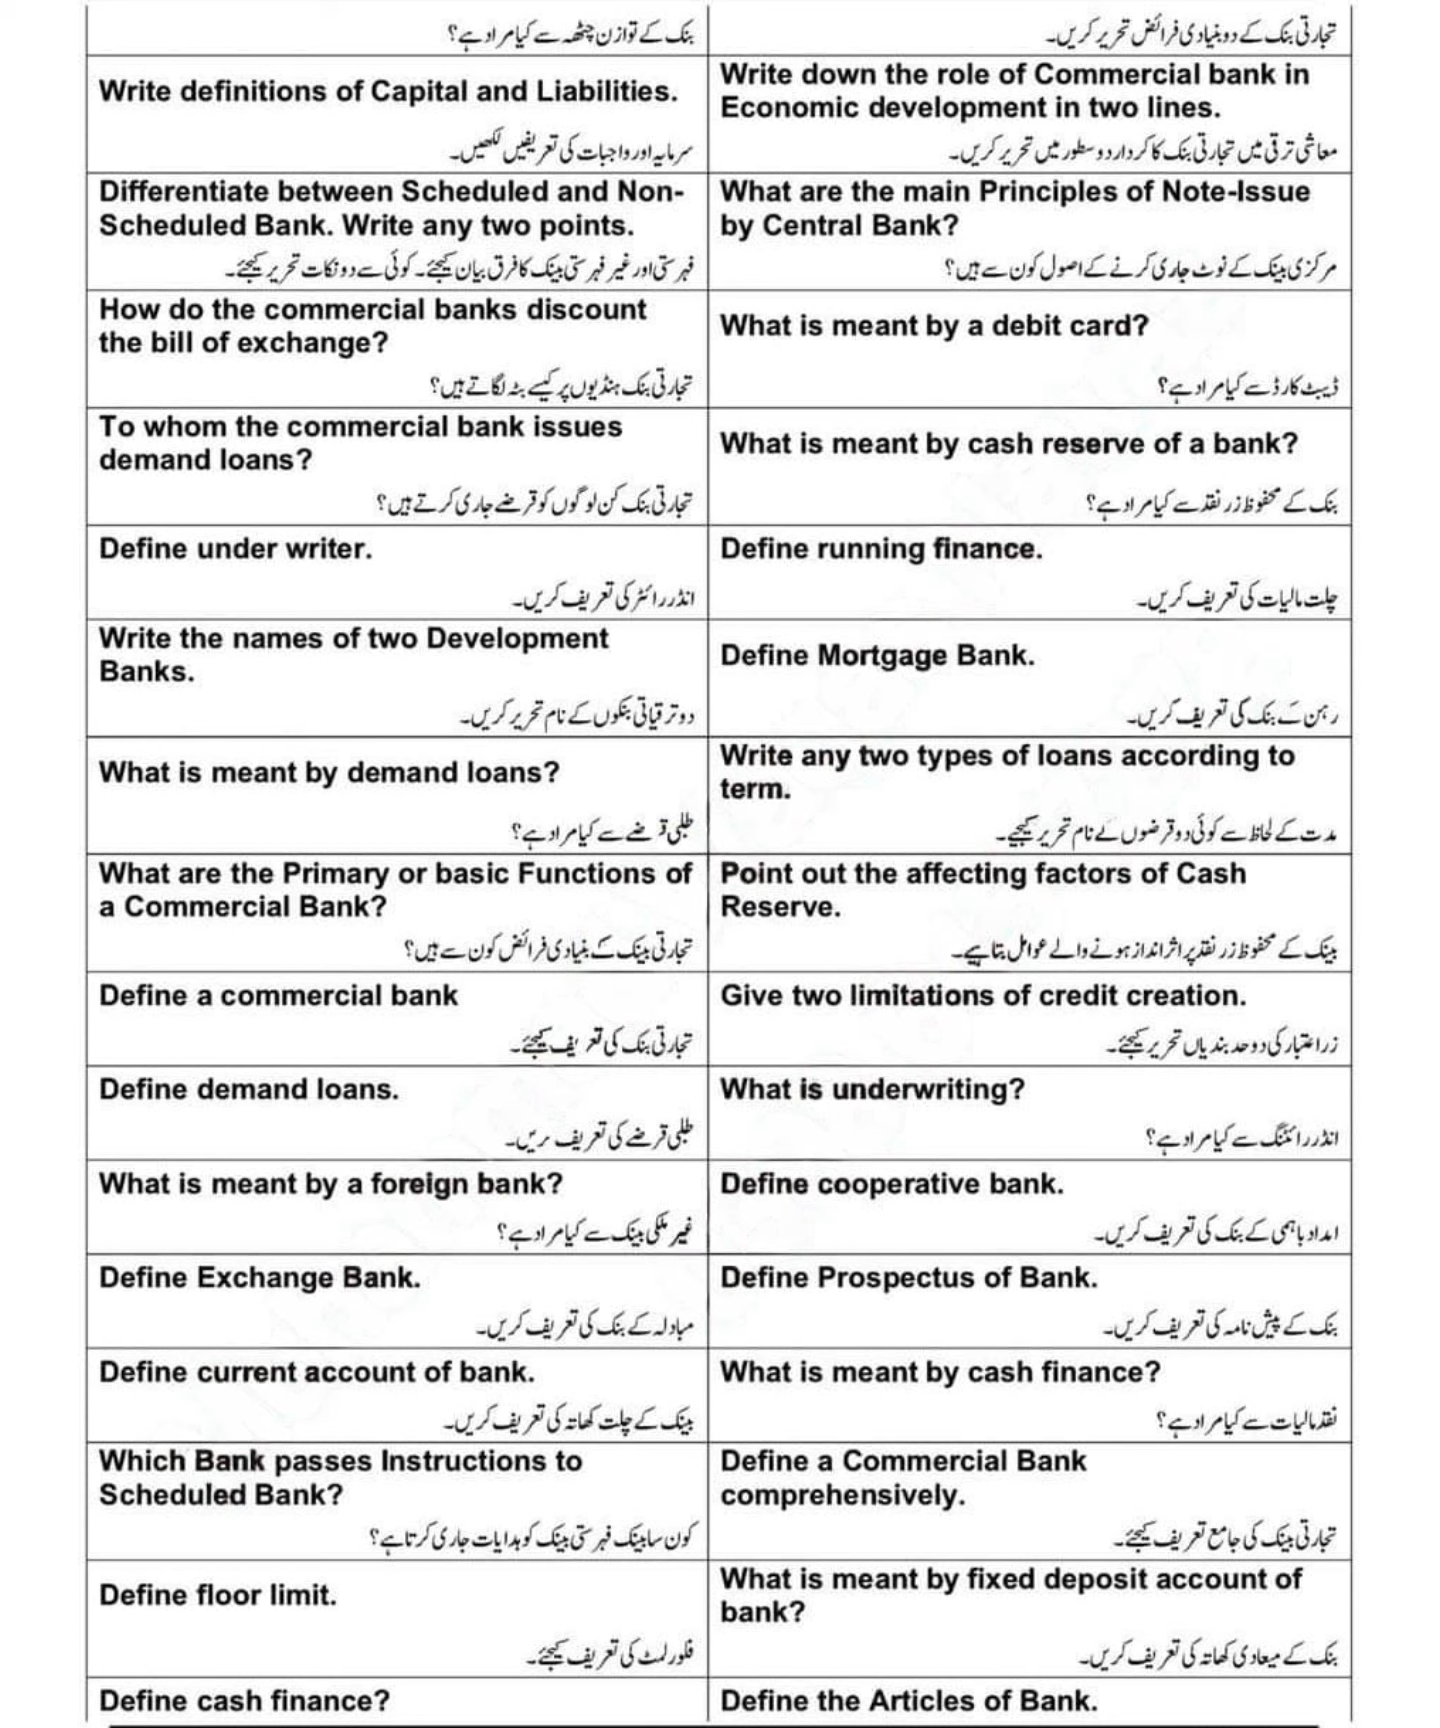 بنک کے توازن چٹھہ سے کیا مراد ہے؟
تجارتی بنک کے دو بنیادی فرائض تحریر کریں۔
Write definitions of Capital and Liabilities.
سرمایہ اور واجبات کی تعریفیں لکھیں۔
Write down the role of Commercial bank in
Economic development in two lines.
معاشی ترقی میں تجارتی بنک کا کردار دو سطور میں تحریر کریں۔
Differentiate between Scheduled and Non-
Scheduled Bank. Write any two points.
فہرستی اور غیر فہرستی بینک کا فرق بیان کیجئے۔ کوئی سے دو نکات تحریر کیجئے۔
What are the main Principles of Note-Issue
by Central Bank?
مرکزی بینک کے نوٹ جاری کرنے کے اصول کون سے ہیں؟
How do the commercial banks discount
the bill of exchange?
تجارتی بنک ہنڈیوں پر کیسے بٹہ لگاتے ہیں؟
What is meant by a debit card?
ڈیبٹ کارڈ سے کیا مراد ہے؟
To whom the commercial bank issues
demand loans?
تجارتی بنک کن لوگوں کو قرضے جاری کرتے ہیں؟
What is meant by cash reserve of a bank?
بنک کے محفوظ زر نقد سے کیا مراد ہے؟
Define under writer.
انڈر رائٹر کی تعریف کریں۔
Define running finance.
چلت مالیات کی تعریف کریں۔
Write the names of two Development
Banks.
دو ترقیاتی بنکوں کے نام تحریر کریں۔
Define Mortgage Bank.
رہن کے بنک کی تعریف کریں۔
What is meant by demand loans?
طلبی قرضے سے کیا مراد ہے؟
Write any two types of loans according to
term.
مدت کے لحاظ سے کوئی دو قرضوں کے نام تحریر کیجیے۔
What are the Primary or basic Functions of
a Commercial Bank?
تجارتی بینک کے بنیادی فرائض کون سے ہیں؟
Point out the affecting factors of Cash
Reserve.
بینک کے محفوظ زر نقد پر اثر انداز ہونے والے عوامل بتایے۔
Define a commercial bank
تجارتی بنک کی تعریف کیجئے۔
Give two limitations of credit creation.
زر اعتبار کی دو حد بندیاں تحریر کیجئے۔
Define demand loans.
طلبی قرضے کی تعریف کریں۔
What is underwriting?
انڈر رائٹنگ سے کیا مراد ہے؟
What is meant by a foreign bank?
غیر ملکی بینک سے کیا مراد ہے؟
Define cooperative bank.
امداد باہمی کے بنک کی تعریف کریں۔
Define Exchange Bank.
مبادلہ کے بنک کی تعریف کریں۔
Define Prospectus of Bank.
بنک کے پیش نامہ کی تعریف کریں۔
Define current account of bank.
بینک کے چلت کھاتہ کی تعریف کریں۔
What is meant by cash finance?
نقد مالیات سے کیا مراد ہے؟
Which Bank passes Instructions to
Scheduled Bank?
کون سا بینک فہرستی بینک کو ہدایات جاری کرتا ہے؟
Define a Commercial Bank
comprehensively.
تجارتی بینک کی جامع تعریف کیجئے۔
Define floor limit.
فلور لمٹ کی تعریف کیجئے۔
What is meant by fixed deposit account of
bank?
بنک کے میعادی کھاتہ کی تعریف کریں۔
Define cash finance?
Define the Articles of Bank.